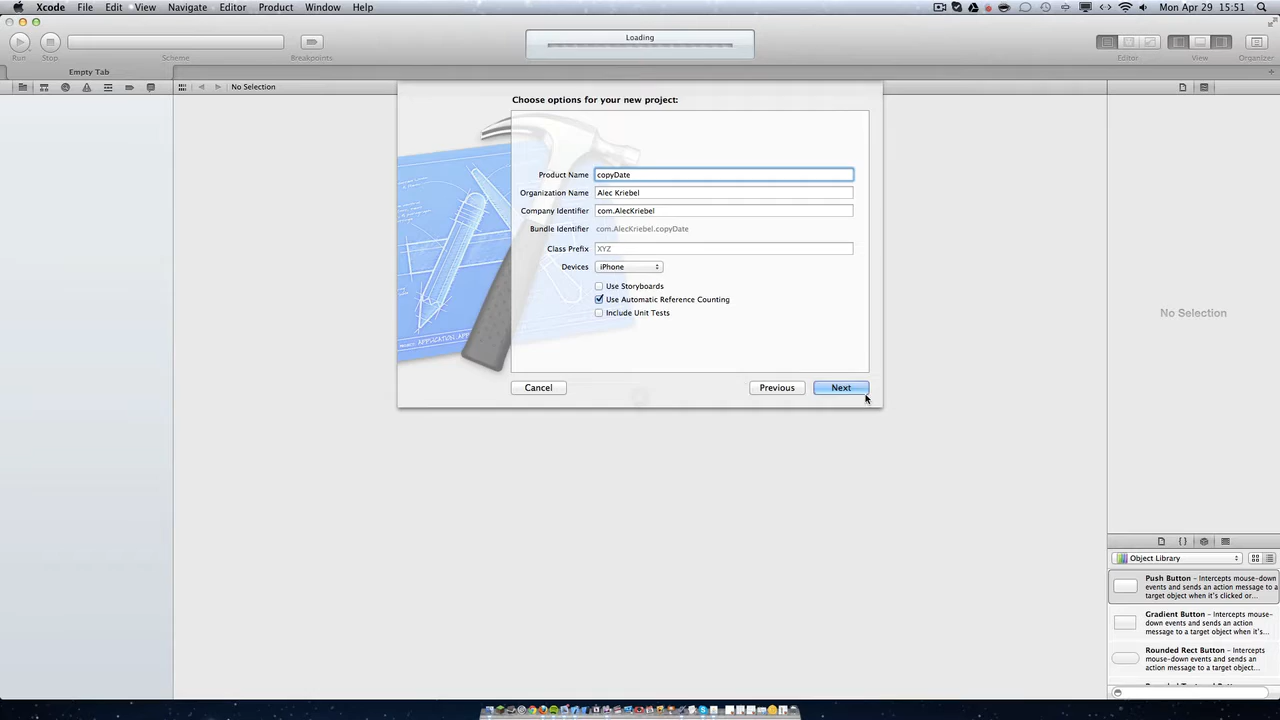 Xcode File Edit View Navigate Editor Product Window Help Mon Apr 29 15:51
Loading
Run Stop Scheme Breakpoints Editor View Organizer
Empty Tab
No Selection
Choose options for your new project:
Product Name copyDate
Organization Name Alec Kriebel
Company Identifier com.AlecKriebel
Bundle Identifier com.AlecKriebel.copyDate
Class Prefix XYZ
Devices iPhone
Use Storyboards
Use Automatic Reference Counting
Include Unit Tests
Cancel Previous Next
No Selection
Object Library
Push Button – Intercepts mouse-down
events and sends an action message to a
target object when it's clicked or...
Gradient Button – Intercepts mouse-
down events and sends an action
message to a target object when it's...
Rounded Rect Button – Intercepts
mouse-down events and sends an
action message to a target object...